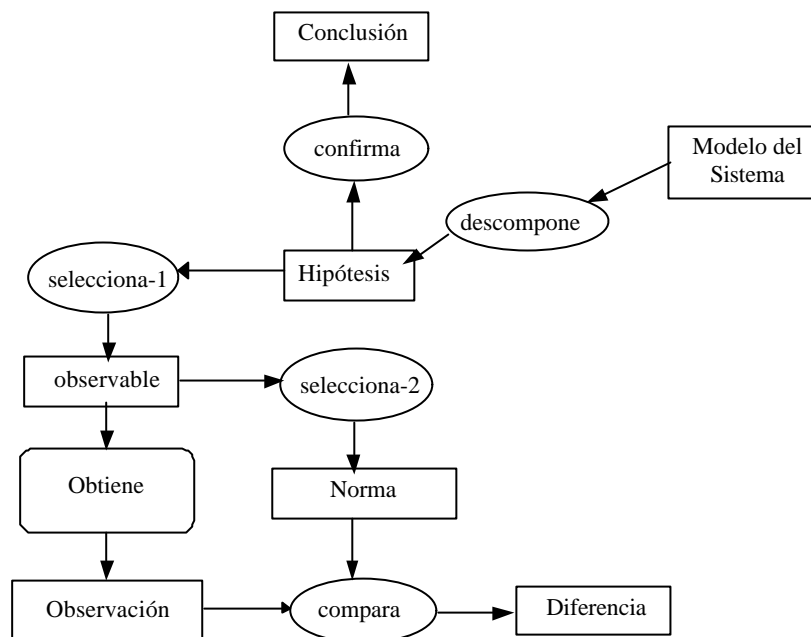 Conclusión
confirma
Modelo del
Sistema
descompone
selecciona-1
Hipótesis
observable
selecciona-2
Obtiene
Norma
Observación
compara
Diferencia